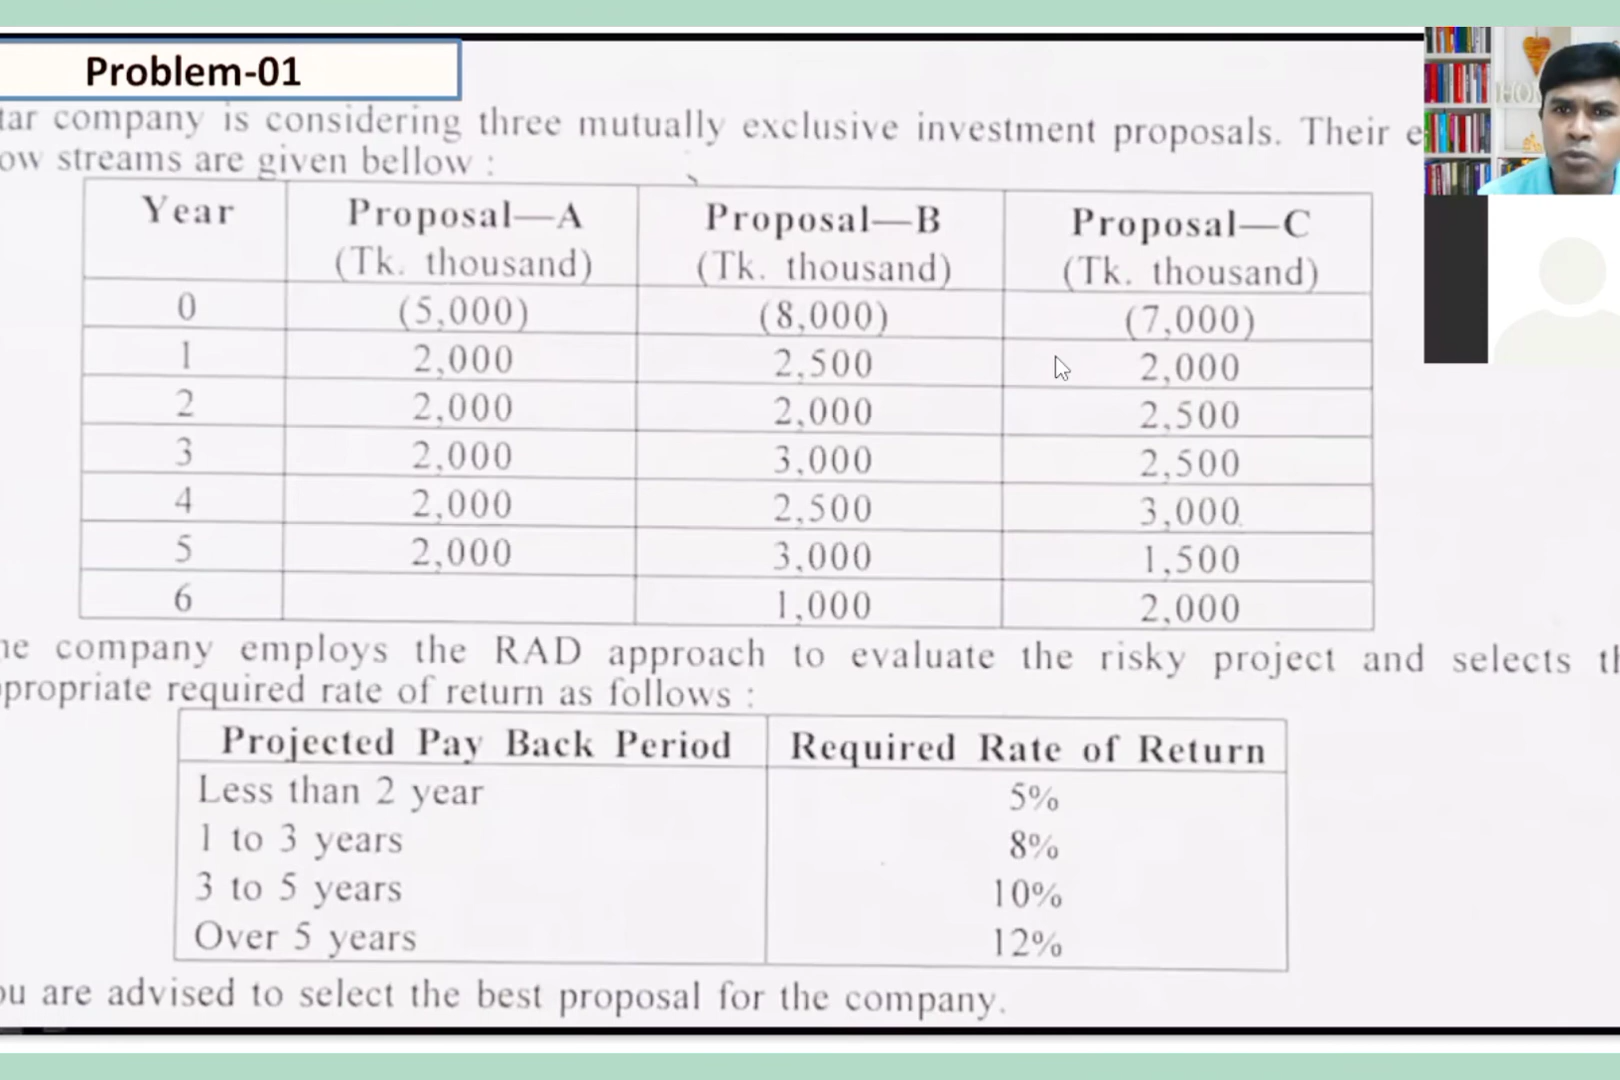 Problem-01
tar company is considering three mutually exclusive investment proposals. Their e
ow streams are given bellow :
Year Proposal—A (Tk. thousand) Proposal—B (Tk. thousand) Proposal—C (Tk. thousand)
0 (5,000) (8,000) (7,000)
1 2,000 2,500 2,000
2 2,000 2,000 2,500
3 2,000 3,000 2,500
4 2,000 2,500 3,000
5 2,000 3,000 1,500
6 1,000 2,000
he company employs the RAD approach to evaluate the risky project and selects th
propriate required rate of return as follows :
Projected Pay Back Period Required Rate of Return
Less than 2 year 5%
1 to 3 years 8%
3 to 5 years 10%
Over 5 years 12%
ou are advised to select the best proposal for the company.